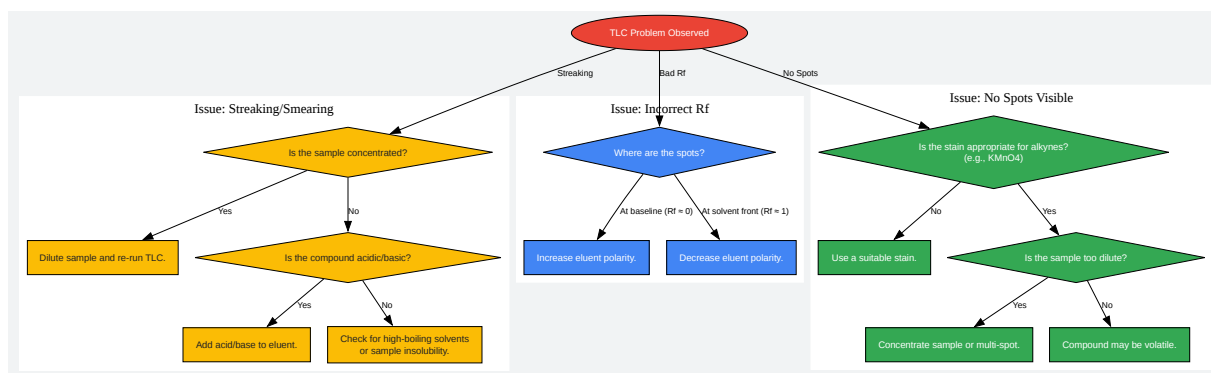 TLC Problem Observed
Streaking
Bad Rf
No Spots
Issue: Streaking/Smearing
Is the sample concentrated?
Yes
No
Dilute sample and re-run TLC.
Is the compound acidic/basic?
Yes
No
Add acid/base to eluent.
Check for high-boiling solvents
or sample insolubility.
Issue: Incorrect Rf
Where are the spots?
At baseline (Rf ≈ 0)
At solvent front (Rf ≈ 1)
Increase eluent polarity.
Decrease eluent polarity.
Issue: No Spots Visible
Is the stain appropriate for alkynes?
(e.g., KMnO4)
No
Yes
Use a suitable stain.
Is the sample too dilute?
Yes
No
Concentrate sample or multi-spot.
Compound may be volatile.